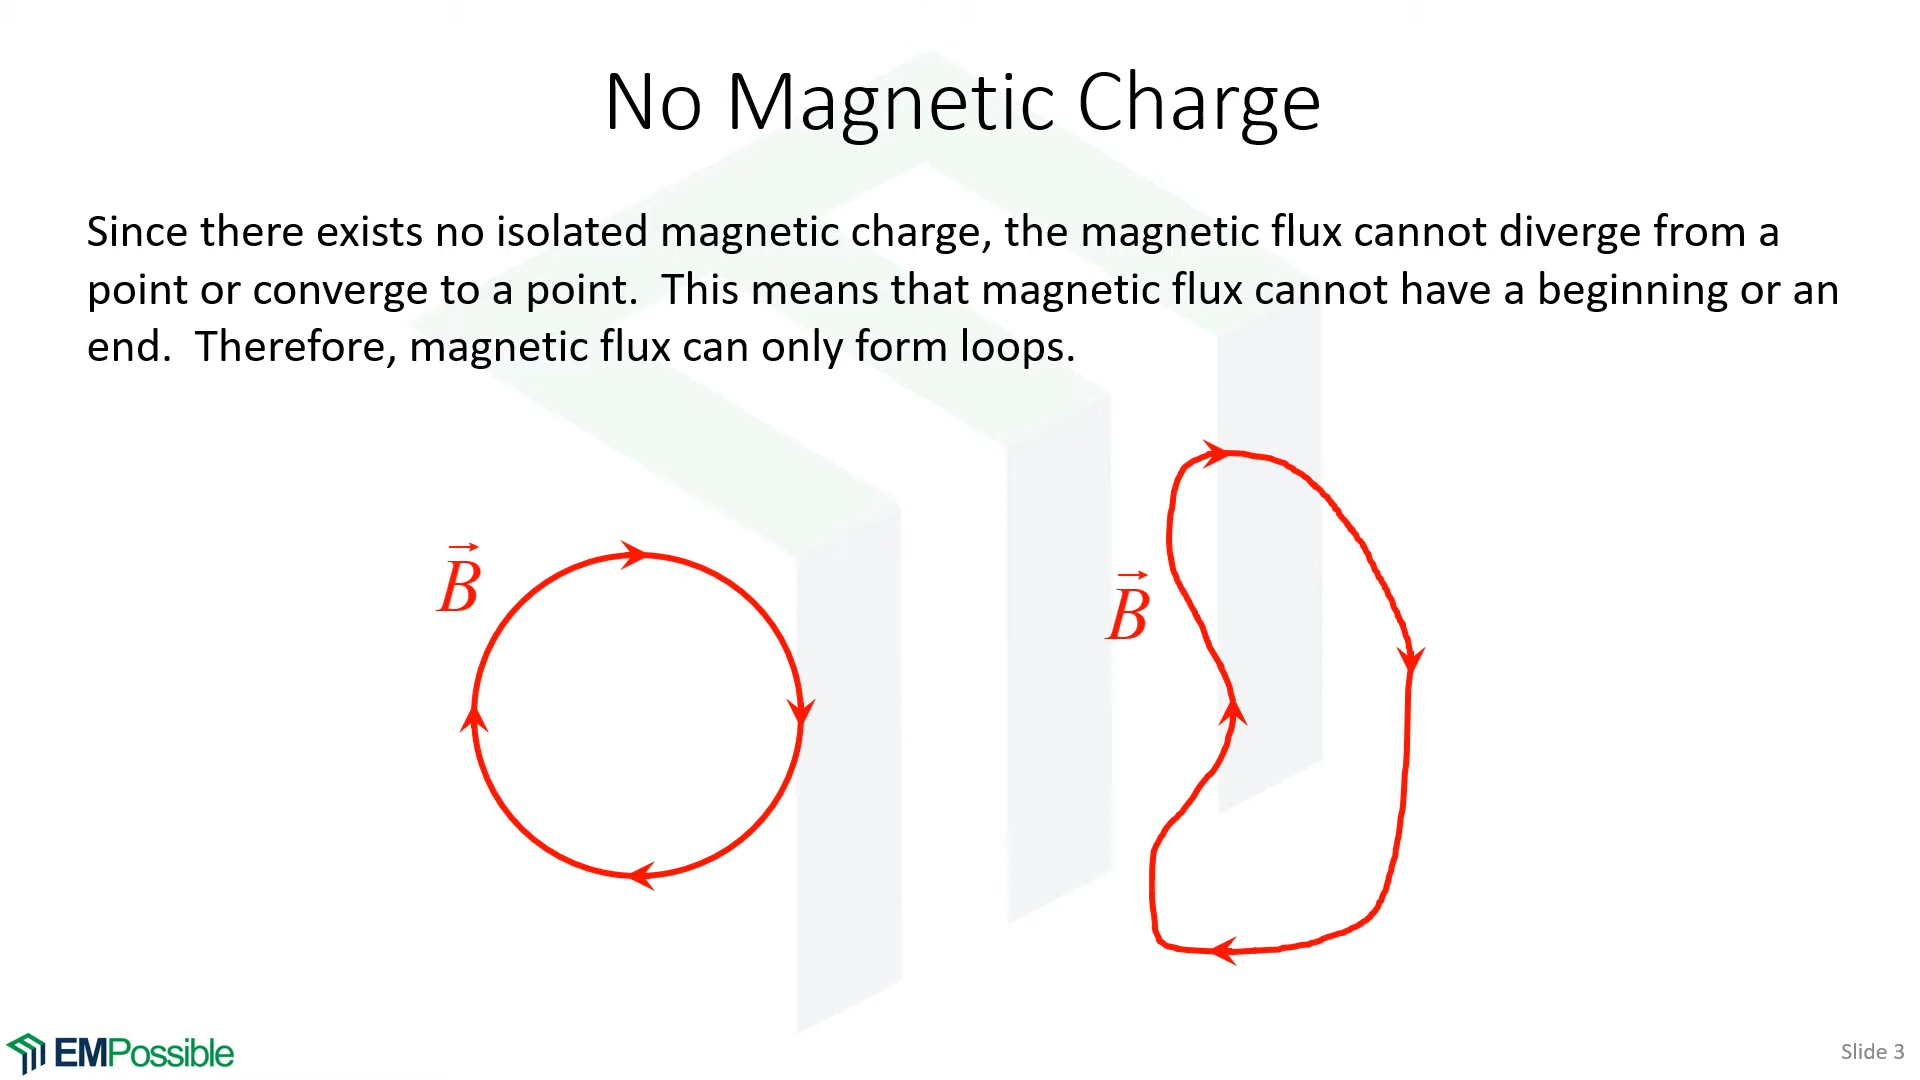 No Magnetic Charge
Since there exists no isolated magnetic charge, the magnetic flux cannot diverge from a
point or converge to a point.  This means that magnetic flux cannot have a beginning or an
end.  Therefore, magnetic flux can only form loops.
B⃗
B⃗
EMPossible
Slide 3